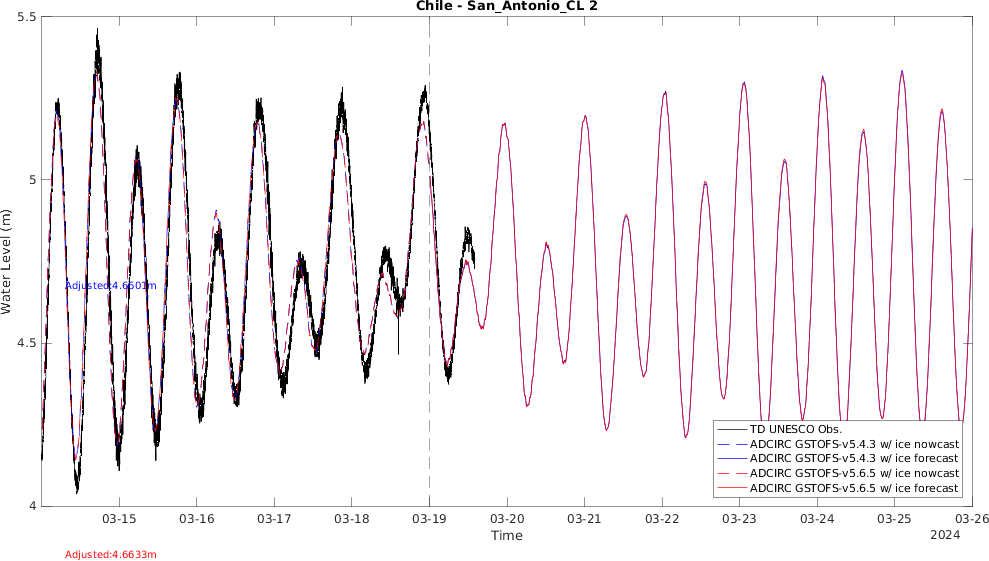 Chile - San_Antonio_CL 2
5.5
5
4.5
4
Water Level (m)
Adjusted:4.6501m
TD UNESCO Obs.
ADCIRC GSTOFS-v5.4.3 w/ ice nowcast
ADCIRC GSTOFS-v5.4.3 w/ ice forecast
ADCIRC GSTOFS-v5.6.5 w/ ice nowcast
ADCIRC GSTOFS-v5.6.5 w/ ice forecast
03-15 03-16 03-17 03-18 03-19 03-20 03-21 03-22 03-23 03-24 03-25 03-26
Time
2024
Adjusted:4.6633m